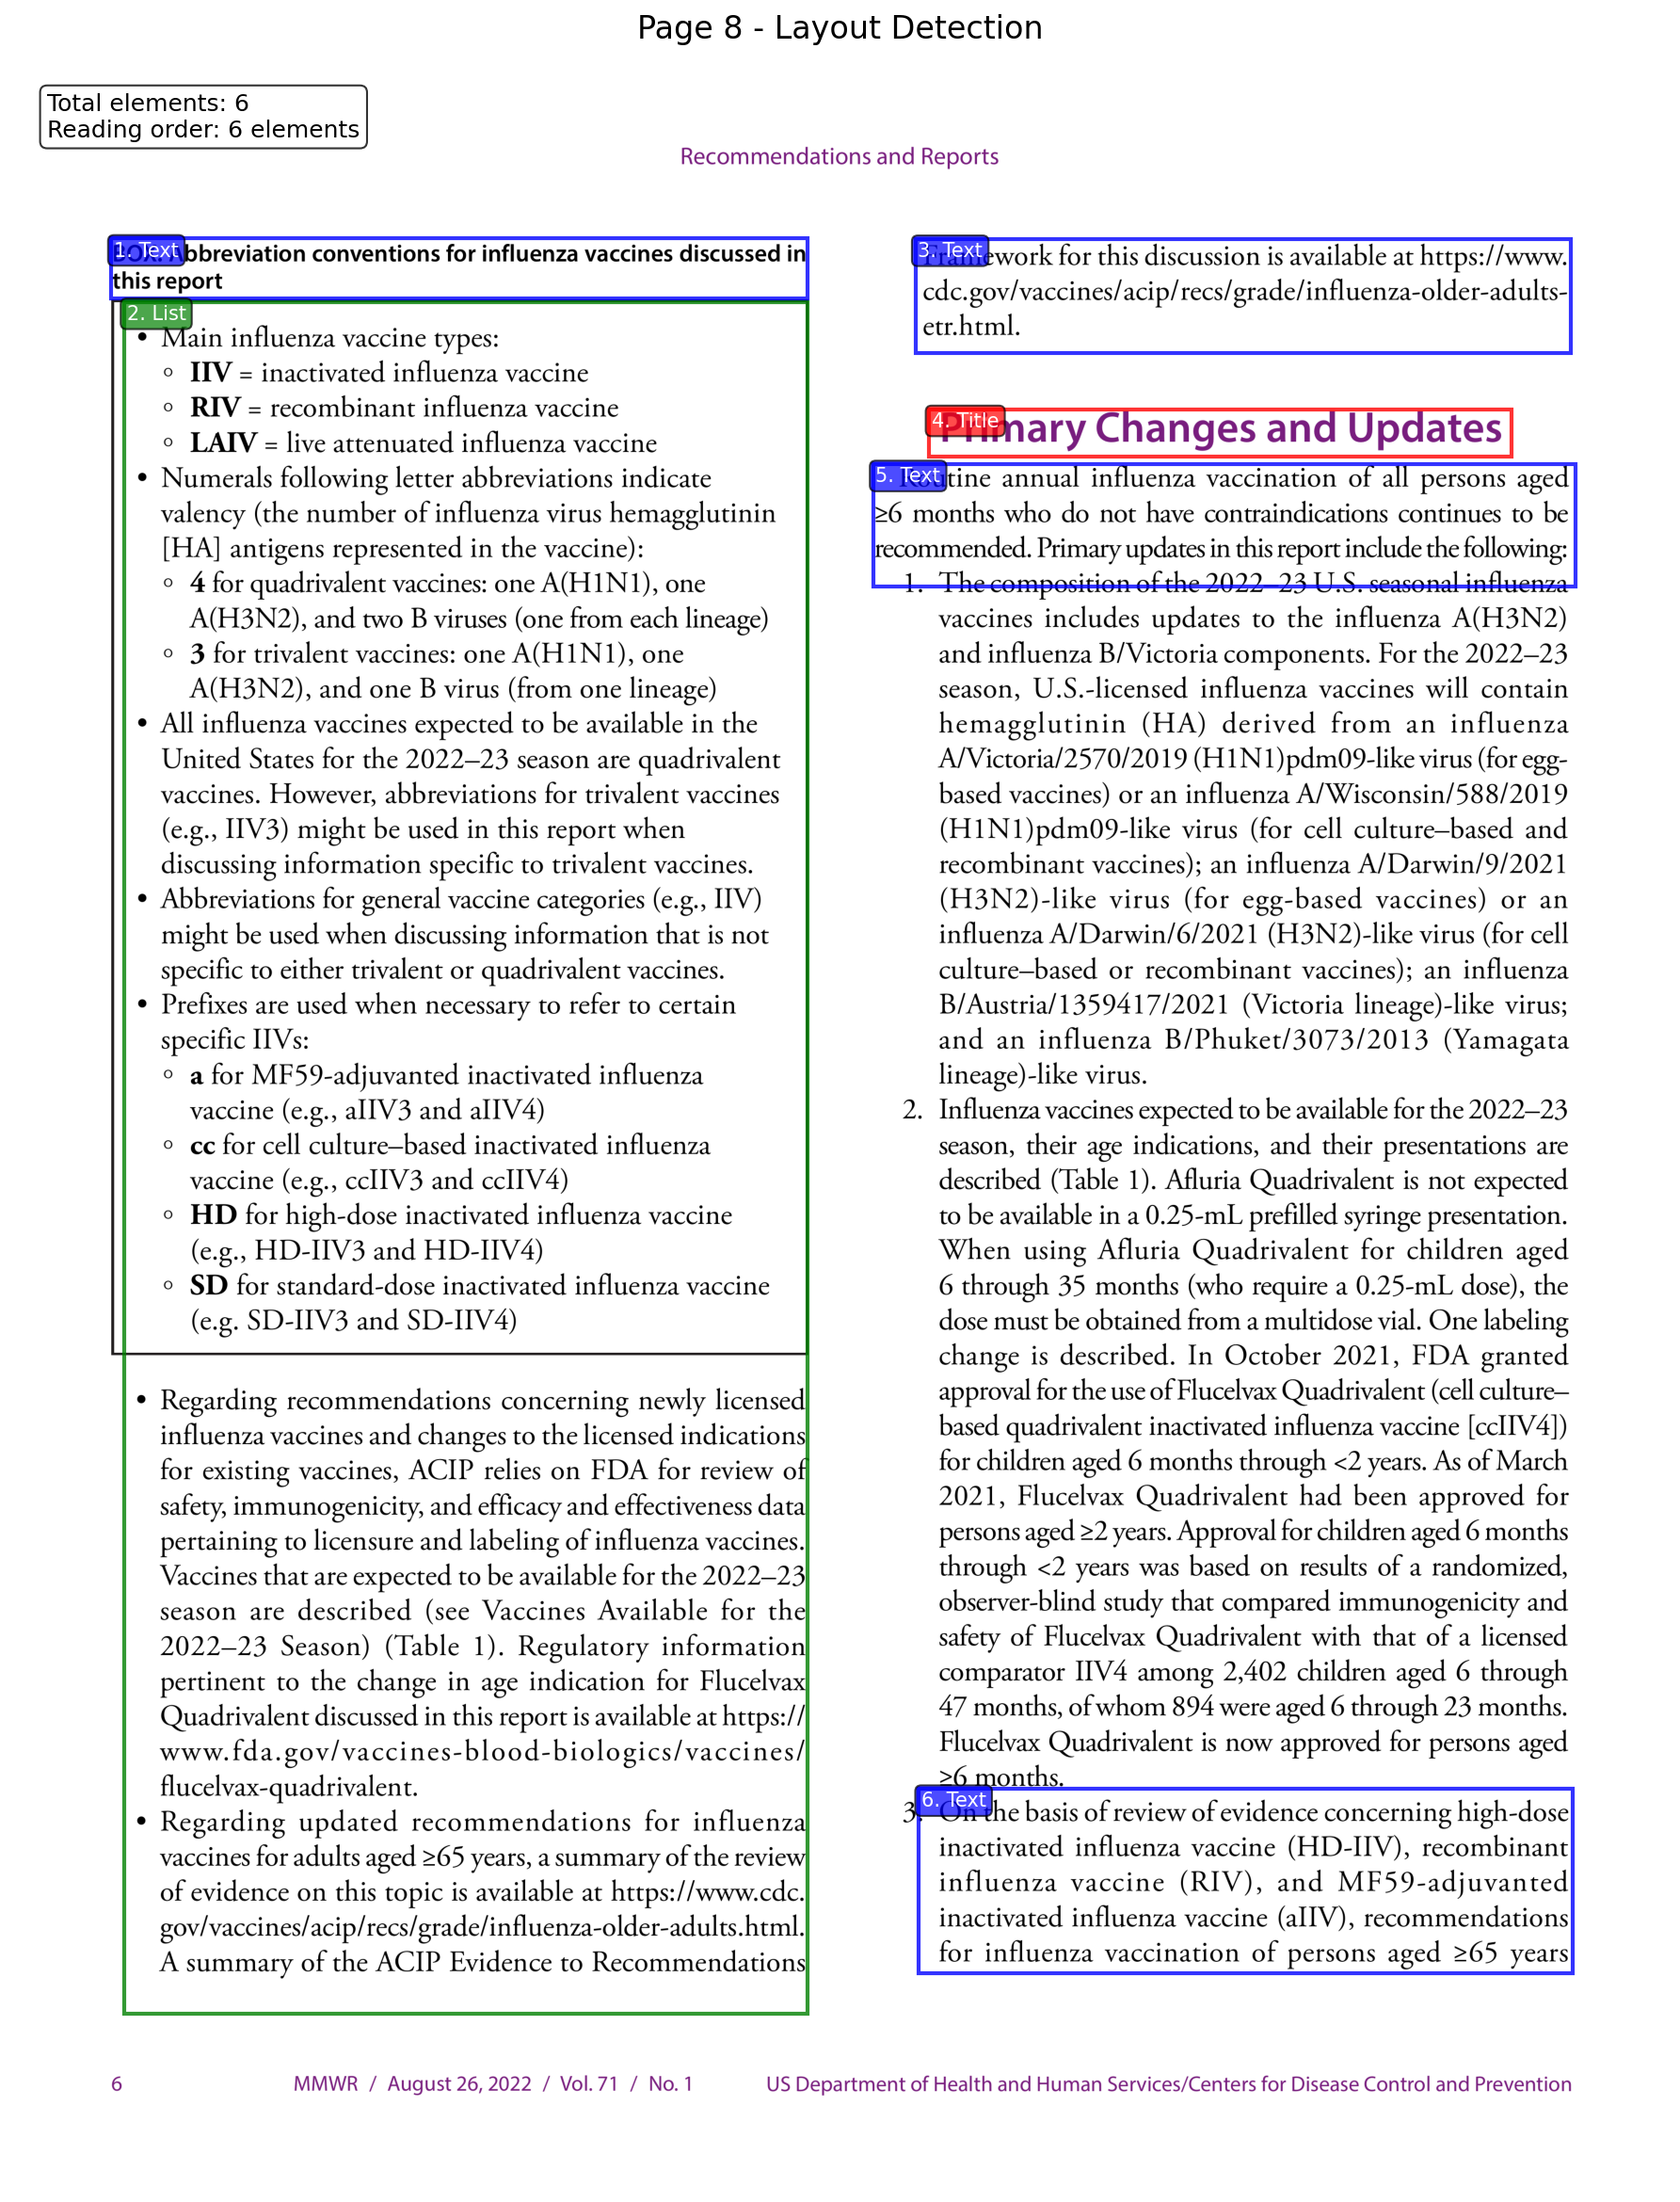 Page 8 - Layout Detection
Total elements: 6
Reading order: 6 elements
Recommendations and Reports
1. Text
Abbreviation conventions for influenza vaccines discussed in
this report
2. List
• Main influenza vaccine types:
◦ IIV = inactivated influenza vaccine
◦ RIV = recombinant influenza vaccine
◦ LAIV = live attenuated influenza vaccine
• Numerals following letter abbreviations indicate
valency (the number of influenza virus hemagglutinin
[HA] antigens represented in the vaccine):
◦ 4 for quadrivalent vaccines: one A(H1N1), one
A(H3N2), and two B viruses (one from each lineage)
◦ 3 for trivalent vaccines: one A(H1N1), one
A(H3N2), and one B virus (from one lineage)
• All influenza vaccines expected to be available in the
United States for the 2022–23 season are quadrivalent
vaccines. However, abbreviations for trivalent vaccines
(e.g., IIV3) might be used in this report when
discussing information specific to trivalent vaccines.
• Abbreviations for general vaccine categories (e.g., IIV)
might be used when discussing information that is not
specific to either trivalent or quadrivalent vaccines.
• Prefixes are used when necessary to refer to certain
specific IIVs:
◦ a for MF59-adjuvanted inactivated influenza
vaccine (e.g., aIIV3 and aIIV4)
◦ cc for cell culture–based inactivated influenza
vaccine (e.g., ccIIV3 and ccIIV4)
◦ HD for high-dose inactivated influenza vaccine
(e.g., HD-IIV3 and HD-IIV4)
◦ SD for standard-dose inactivated influenza vaccine
(e.g. SD-IIV3 and SD-IIV4)
• Regarding recommendations concerning newly licensed
influenza vaccines and changes to the licensed indications
for existing vaccines, ACIP relies on FDA for review of
safety, immunogenicity, and efficacy and effectiveness data
pertaining to licensure and labeling of influenza vaccines.
Vaccines that are expected to be available for the 2022–23
season are described (see Vaccines Available for the
2022–23 Season) (Table 1). Regulatory information
pertinent to the change in age indication for Flucelvax
Quadrivalent discussed in this report is available at https://
www.fda.gov/vaccines-blood-biologics/vaccines/
flucelvax-quadrivalent.
• Regarding updated recommendations for influenza
vaccines for adults aged ≥65 years, a summary of the review
of evidence on this topic is available at https://www.cdc.
gov/vaccines/acip/recs/grade/influenza-older-adults.html.
A summary of the ACIP Evidence to Recommendations
3. Text
Framework for this discussion is available at https://www.
cdc.gov/vaccines/acip/recs/grade/influenza-older-adults-
etr.html.
4. Title
Primary Changes and Updates
5. Text
Routine annual influenza vaccination of all persons aged
≥6 months who do not have contraindications continues to be
recommended. Primary updates in this report include the following:
1. The composition of the 2022–23 U.S. seasonal influenza
vaccines includes updates to the influenza A(H3N2)
and influenza B/Victoria components. For the 2022–23
season, U.S.-licensed influenza vaccines will contain
hemagglutinin (HA) derived from an influenza
A/Victoria/2570/2019 (H1N1)pdm09-like virus (for egg-
based vaccines) or an influenza A/Wisconsin/588/2019
(H1N1)pdm09-like virus (for cell culture–based and
recombinant vaccines); an influenza A/Darwin/9/2021
(H3N2)-like virus (for egg-based vaccines) or an
influenza A/Darwin/6/2021 (H3N2)-like virus (for cell
culture–based or recombinant vaccines); an influenza
B/Austria/1359417/2021 (Victoria lineage)-like virus;
and an influenza B/Phuket/3073/2013 (Yamagata
lineage)-like virus.
2. Influenza vaccines expected to be available for the 2022–23
season, their age indications, and their presentations are
described (Table 1). Afluria Quadrivalent is not expected
to be available in a 0.25-mL prefilled syringe presentation.
When using Afluria Quadrivalent for children aged
6 through 35 months (who require a 0.25-mL dose), the
dose must be obtained from a multidose vial. One labeling
change is described. In October 2021, FDA granted
approval for the use of Flucelvax Quadrivalent (cell culture–
based quadrivalent inactivated influenza vaccine [ccIIV4])
for children aged 6 months through <2 years. As of March
2021, Flucelvax Quadrivalent had been approved for
persons aged ≥2 years. Approval for children aged 6 months
through <2 years was based on results of a randomized,
observer-blind study that compared immunogenicity and
safety of Flucelvax Quadrivalent with that of a licensed
comparator IIV4 among 2,402 children aged 6 through
47 months, of whom 894 were aged 6 through 23 months.
Flucelvax Quadrivalent is now approved for persons aged
≥6 months.
6. Text
3. On the basis of review of evidence concerning high-dose
inactivated influenza vaccine (HD-IIV), recombinant
influenza vaccine (RIV), and MF59-adjuvanted
inactivated influenza vaccine (aIIV), recommendations
for influenza vaccination of persons aged ≥65 years
6 MMWR / August 26, 2022 / Vol. 71 / No. 1 US Department of Health and Human Services/Centers for Disease Control and Prevention